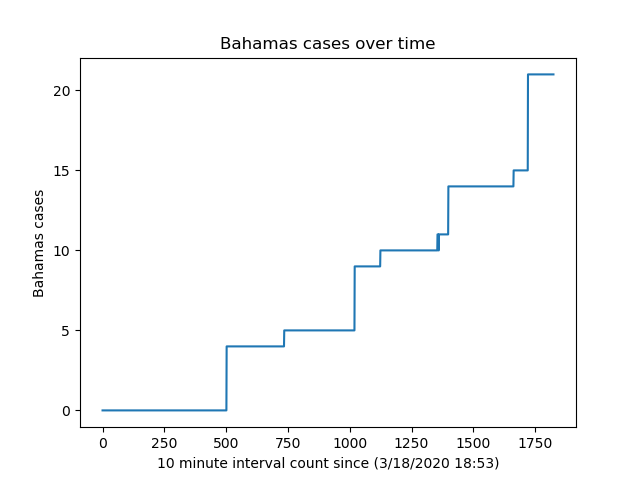 Bahamas cases over time
Bahamas cases
20
15
10
5
0
0 250 500 750 1000 1250 1500 1750
10 minute interval count since (3/18/2020 18:53)